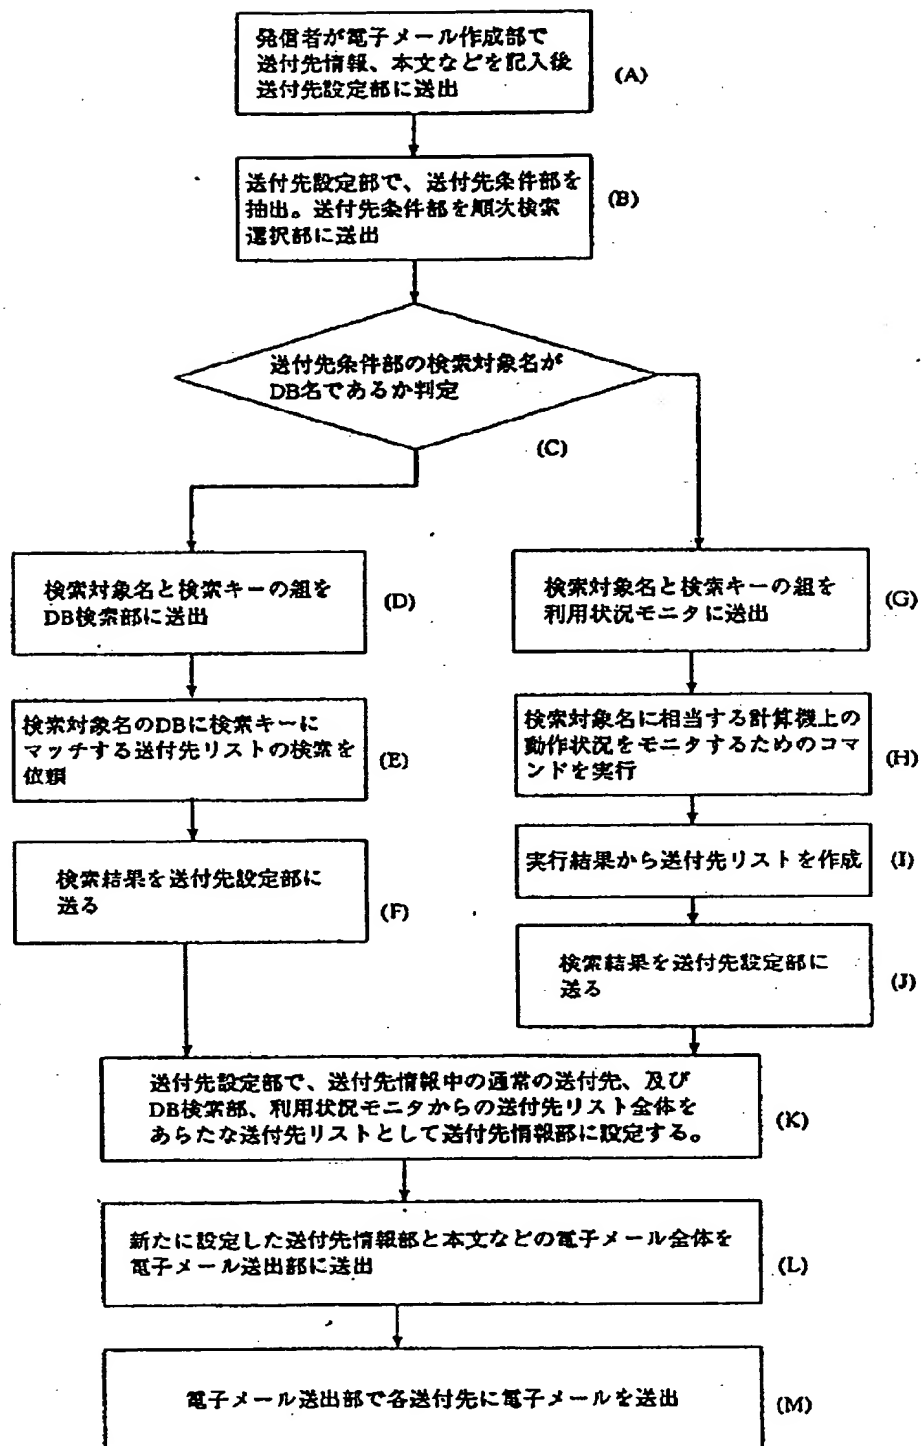 発信者が電子メール作成部で
送付先情報、本文などを記入後
送付先設定部に送出
(A)
送付先設定部で、送付先条件部を
抽出。送付先条件部を順次検索
選択部に送出
(B)
送付先条件部の検索対象名が
DB名であるか判定
(C)
検索対象名と検索キーの組を
DB検索部に送出
(D)
検索対象名と検索キーの組を
利用状況モニタに送出
(G)
検索対象名のDBに検索キーに
マッチする送付先リストの検索を
依頼
(E)
検索対象名に相当する計算機上の
動作状況をモニタするためのコマ
ンドを実行
(H)
検索結果を送付先設定部に
送る
(F)
実行結果から送付先リストを作成
(I)
検索結果を送付先設定部に
送る
(J)
送付先設定部で、送付先情報中の通常の送付先、及び
DB検索部、利用状況モニタからの送付先リスト全体を
あらたな送付先リストとして送付先情報部に設定する。
(K)
新たに設定した送付先情報部と本文などの電子メール全体を
電子メール送出部に送出
(L)
電子メール送出部で各送付先に電子メールを送出
(M)